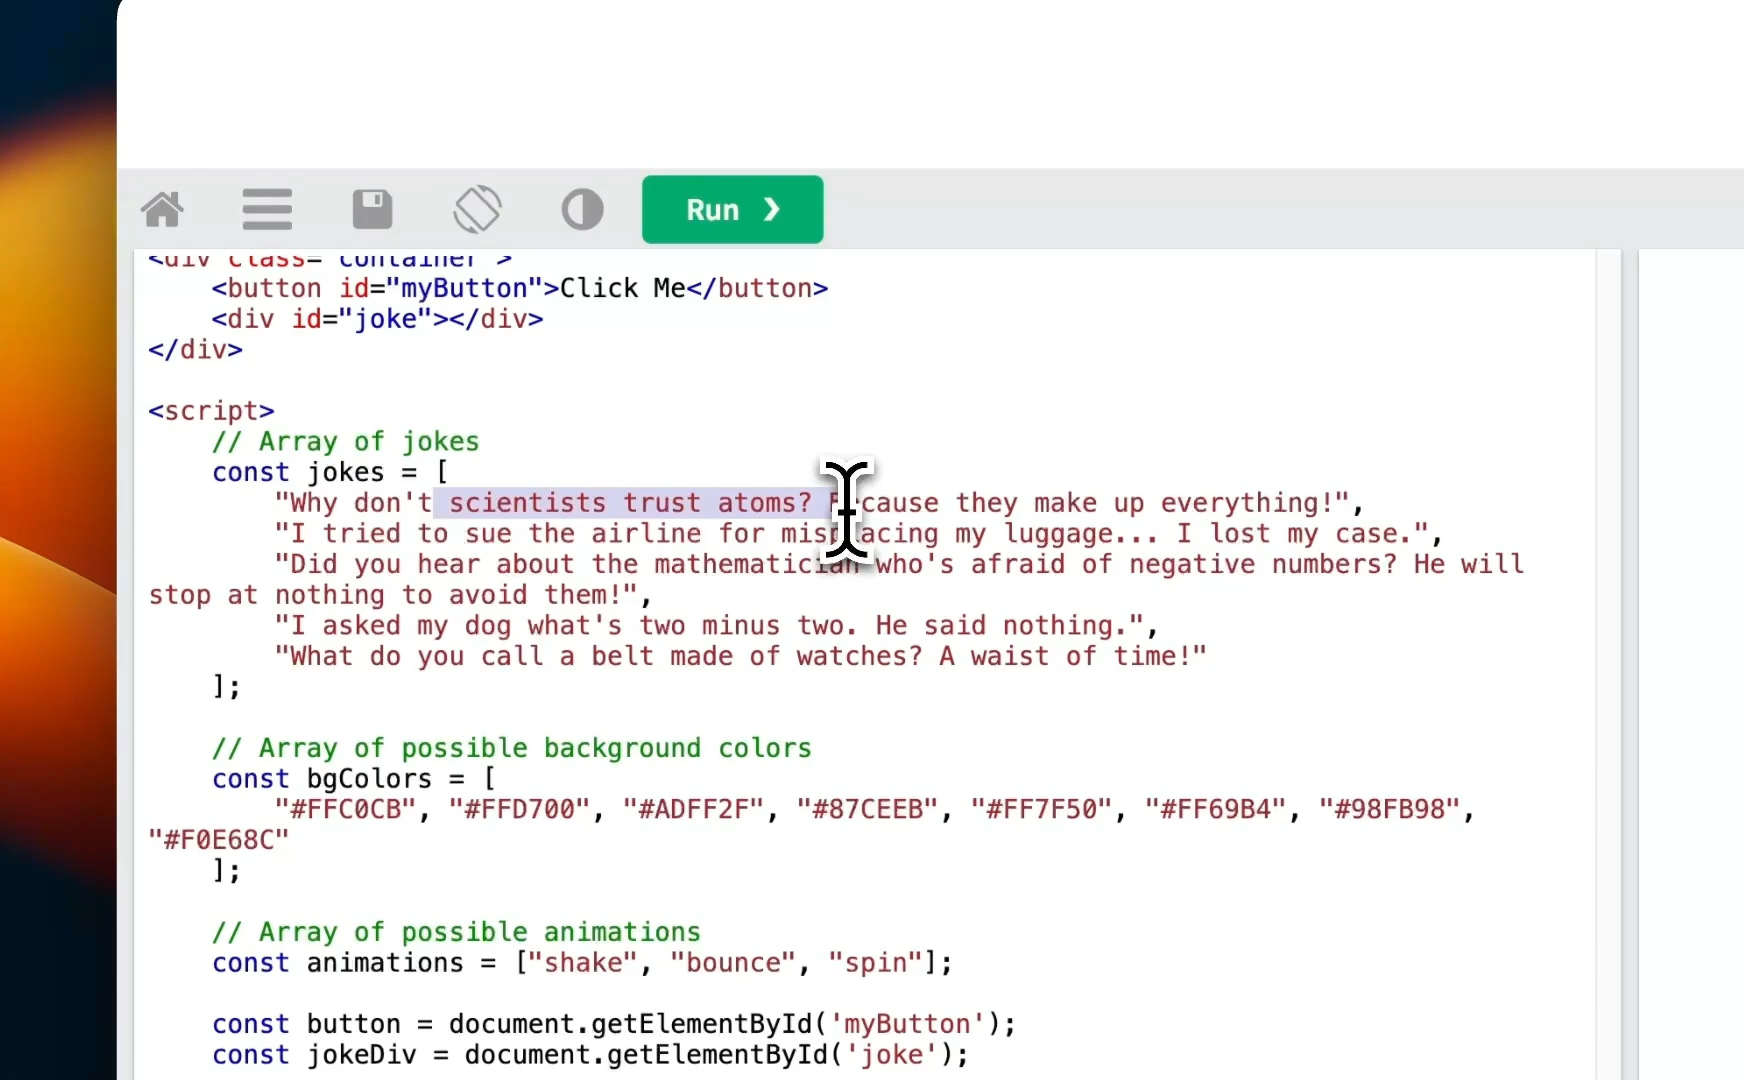 Run ❯
<div class="container">
<button id="myButton">Click Me</button>
<div id="joke"></div>
</div>
<script>
// Array of jokes
const jokes = [
"Why don't scientists trust atoms? Because they make up everything!",
"I tried to sue the airline for misplacing my luggage... I lost my case.",
"Did you hear about the mathematician who's afraid of negative numbers? He will
stop at nothing to avoid them!",
"I asked my dog what's two minus two. He said nothing.",
"What do you call a belt made of watches? A waist of time!"
];
// Array of possible background colors
const bgColors = [
"#FFC0CB", "#FFD700", "#ADFF2F", "#87CEEB", "#FF7F50", "#FF69B4", "#98FB98",
"#F0E68C"
];
// Array of possible animations
const animations = ["shake", "bounce", "spin"];
const button = document.getElementById('myButton');
const jokeDiv = document.getElementById('joke');